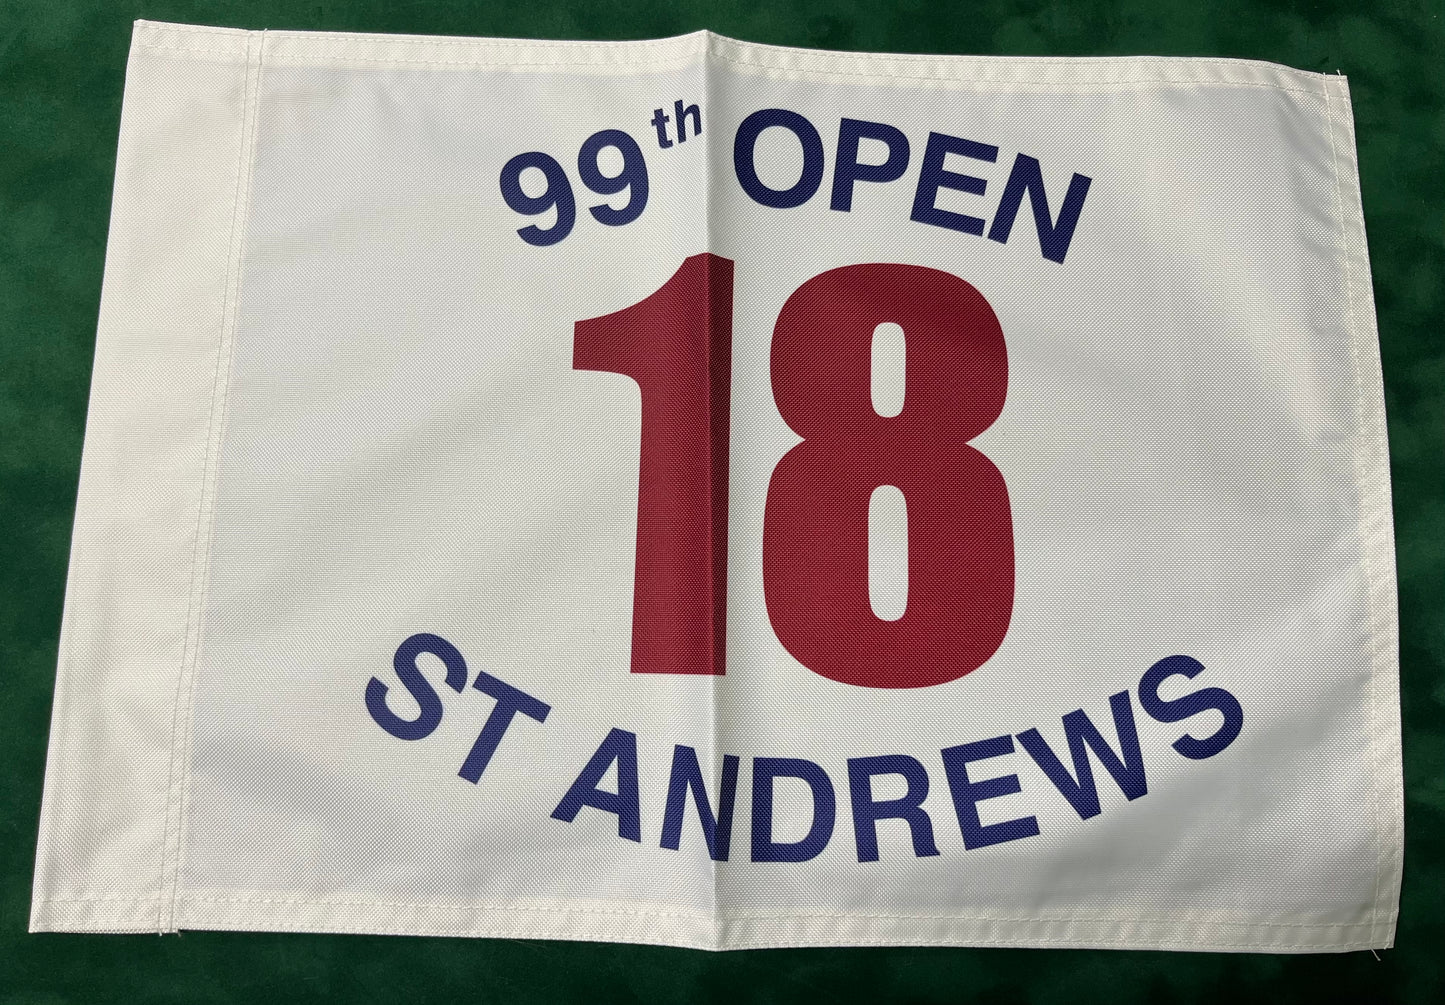 99th OPEN
18
ST ANDREWS